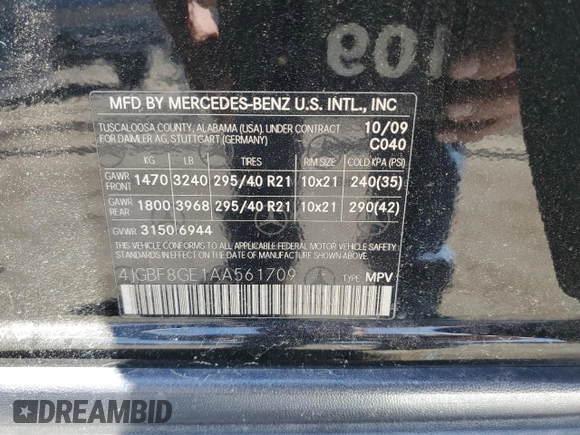 109
MFD BY MERCEDES-BENZ U.S. INTL., INC
TUSCALOOSA COUNTY, ALABAMA (USA), UNDER CONTRACT 10/09
FOR DAIMLER AG, STUTTGART (GERMANY) C040
KG LB TIRES RIM SIZE COLD KPA (PSI)
GAWR FRONT 1470 3240 295/40 R21 10x21 240(35)
GAWR REAR 1800 3968 295/40 R21 10x21 290(42)
GVWR 3150 6944
THIS VEHICLE CONFORMS TO ALL APPLICABLE FEDERAL MOTOR VEHICLE SAFETY
STANDARDS IN EFFECT ON THE DATE OF MANUFACTURE SHOWN ABOVE.
4JGBF8GE1AA561709 TYPE MPV
DREAMBID